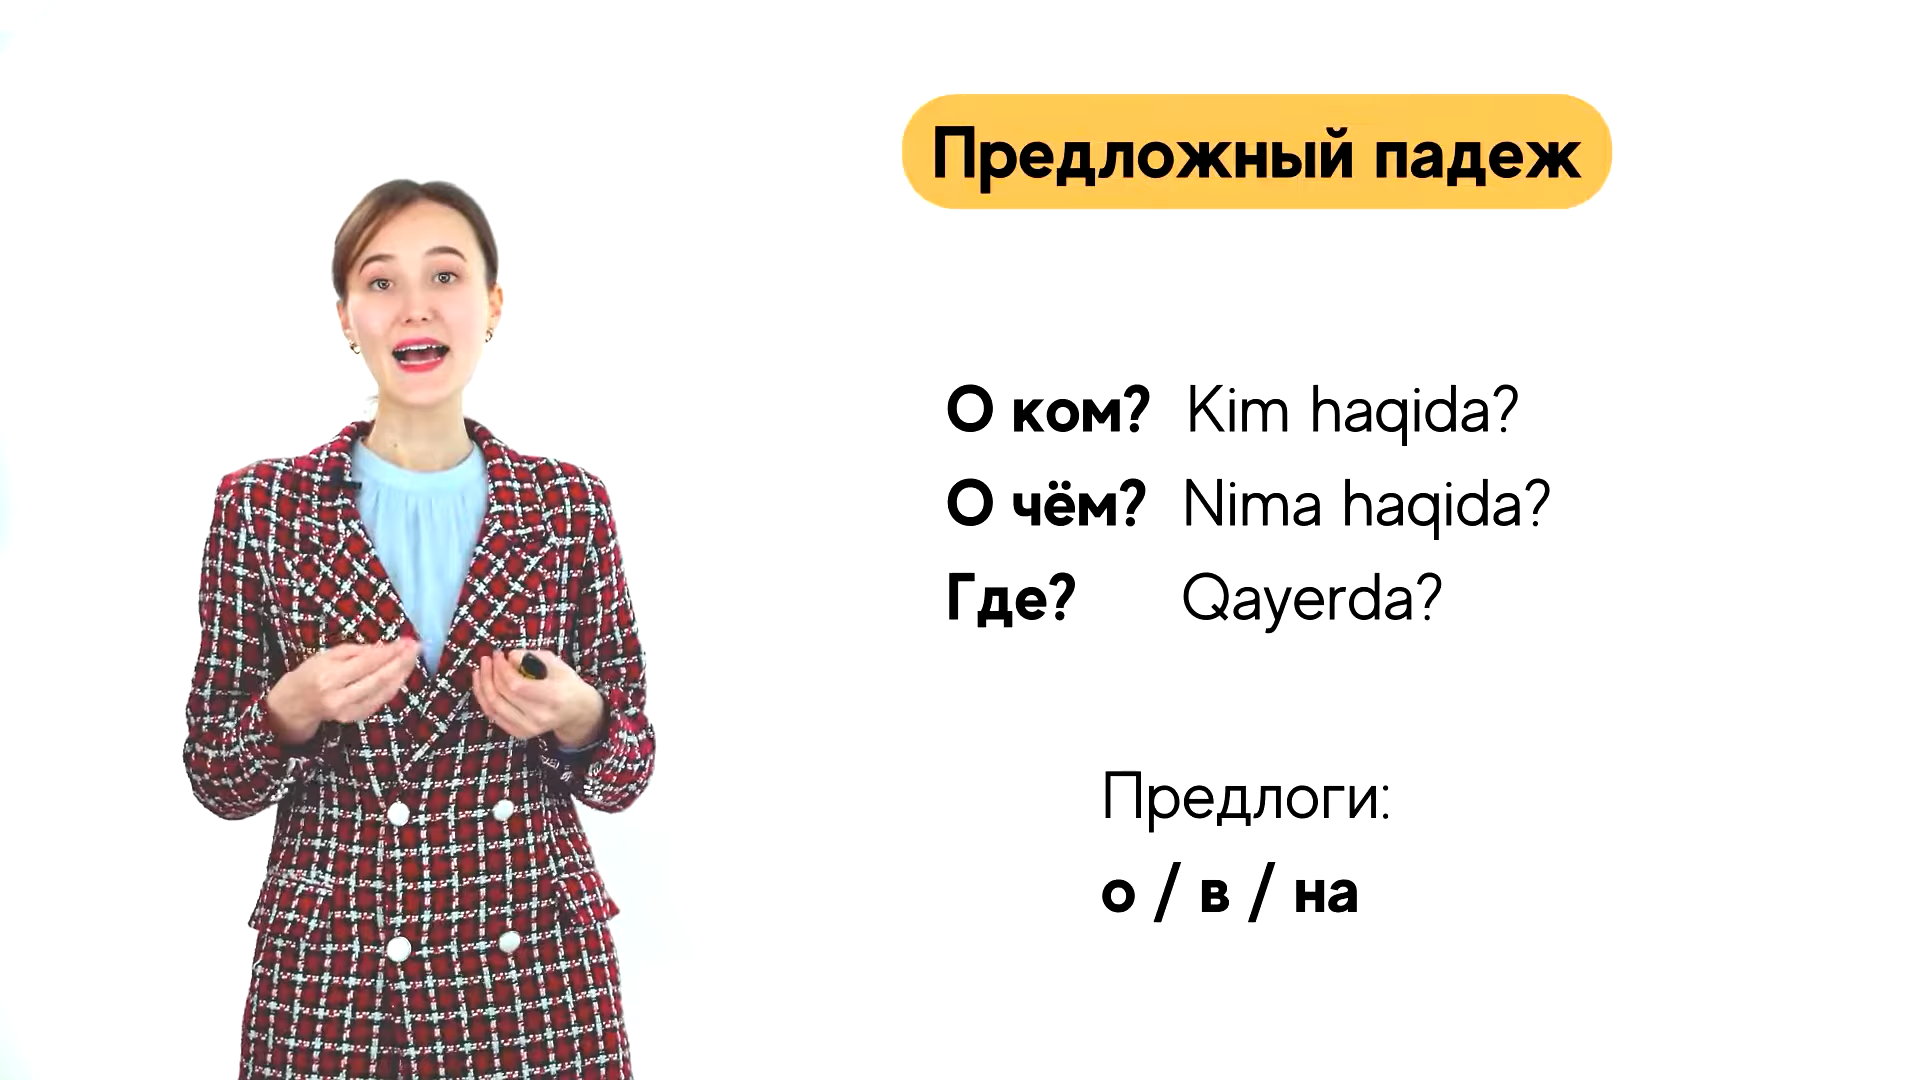 Предложный падеж
О ком? Kim haqida?
О чём? Nima haqida?
Где? Qayerda?
Предлоги:
о / в / на